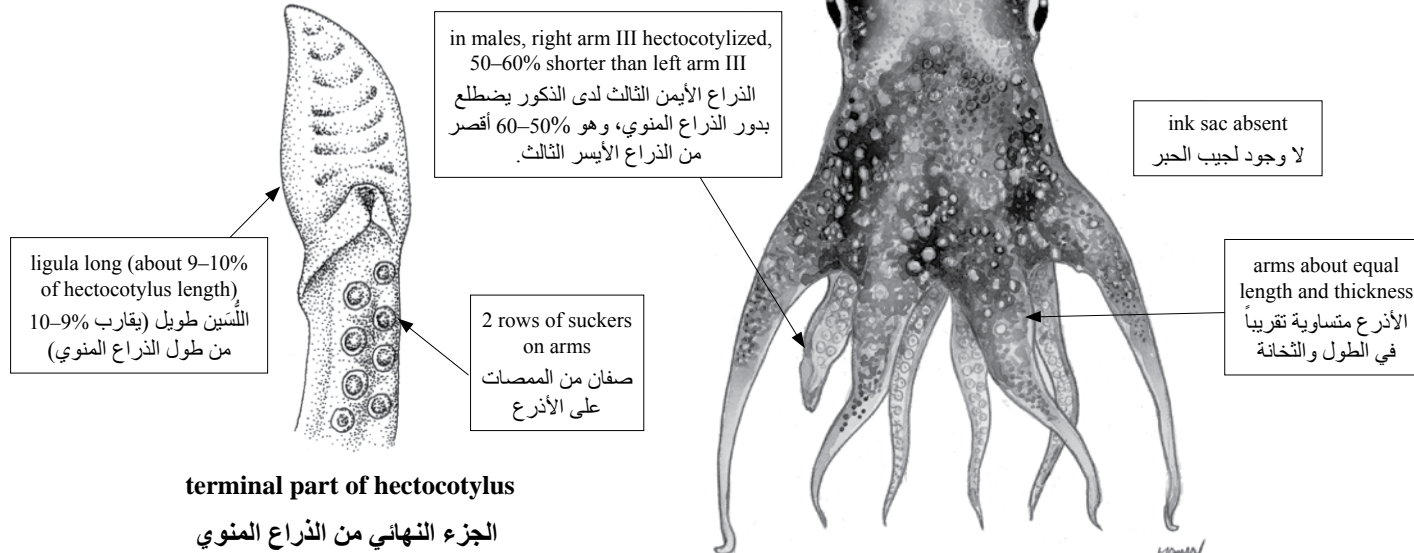 in males, right arm III hectocotylized,
50–60% shorter than left arm III
الذراع الأيمن الثالث لدى الذكور يضطلع
بدور الذراع المنوي، وهو 50–60% أقصر
من الذراع الأيسر الثالث.
ink sac absent
لا وجود لجيب الحبر
ligula long (about 9–10%
of hectocotylus length)
اللُّسَين طويل (يقارب 9–10%
من طول الذراع المنوي)
2 rows of suckers
on arms
صفان من الممصات
على الأذرع
arms about equal
length and thickness
الأذرع متساوية تقريباً
في الطول والثخانة
terminal part of hectocotylus
الجزء النهائي من الذراع المنوي